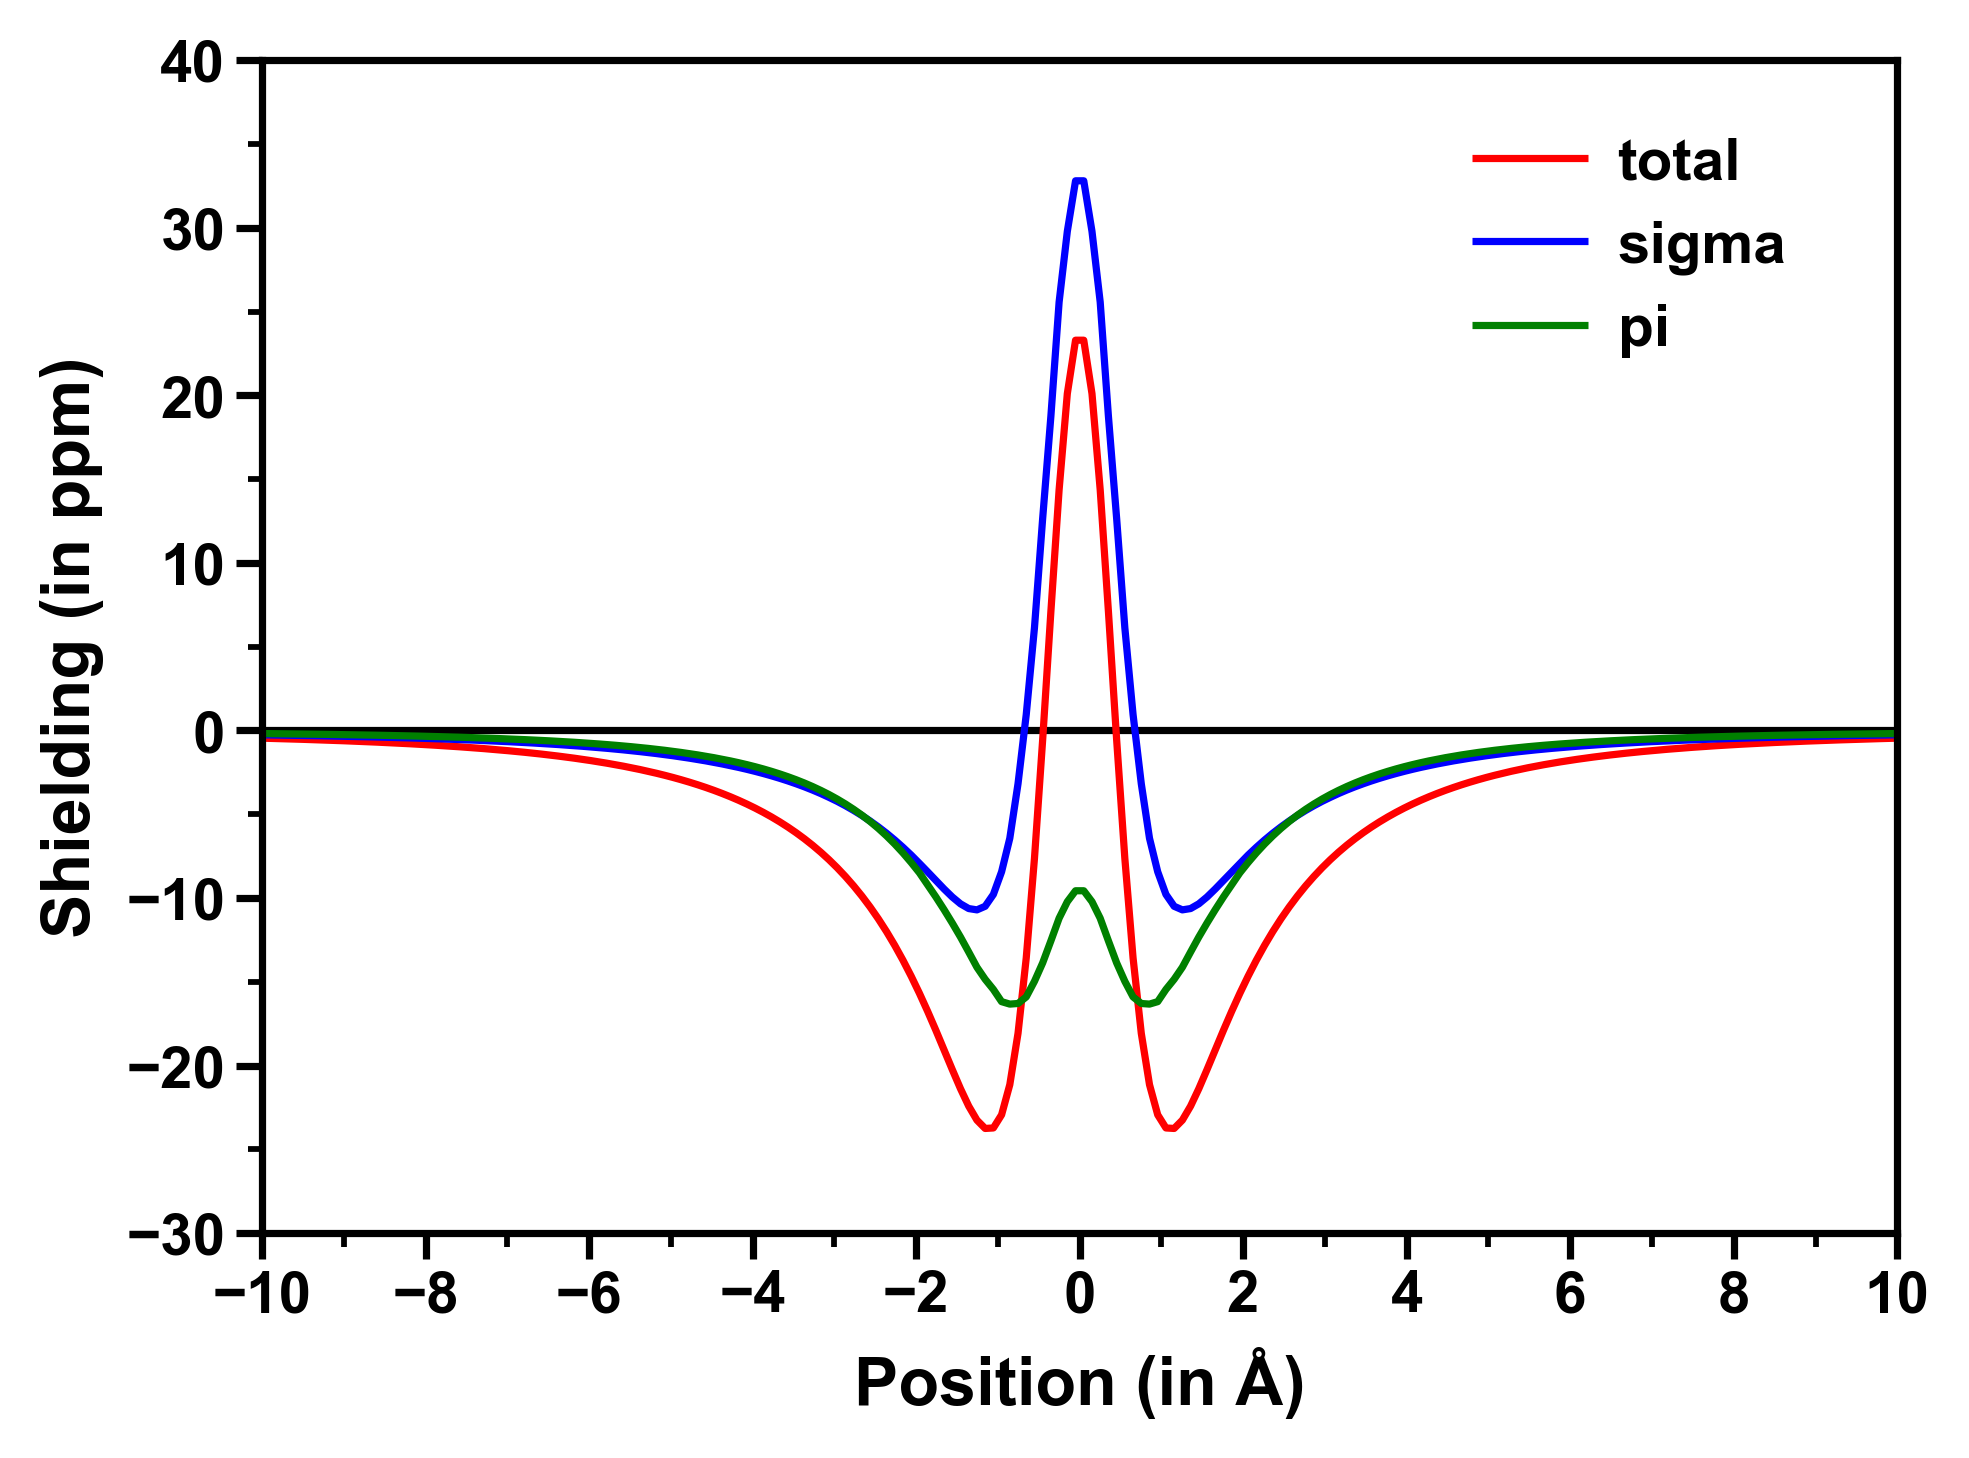 40
30
20
10
0
−10
−20
−30
Shielding (in ppm)
total
sigma
pi
−10 −8 −6 −4 −2 0 2 4 6 8 10
Position (in Å)